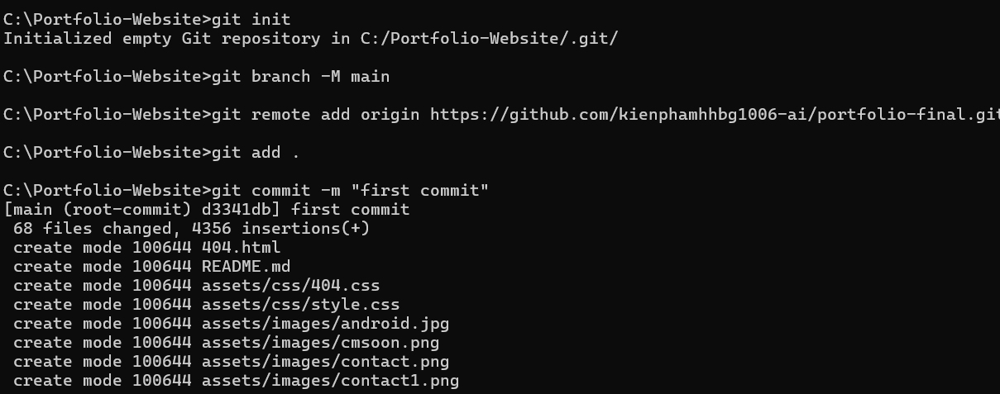 C:\Portfolio-Website>git init
Initialized empty Git repository in C:/Portfolio-Website/.git/
C:\Portfolio-Website>git branch -M main
C:\Portfolio-Website>git remote add origin https://github.com/kienphamhhbg1006-ai/portfolio-final.git
C:\Portfolio-Website>git add .
C:\Portfolio-Website>git commit -m "first commit"
[main (root-commit) d3341db] first commit
 68 files changed, 4356 insertions(+)
 create mode 100644 404.html
 create mode 100644 README.md
 create mode 100644 assets/css/404.css
 create mode 100644 assets/css/style.css
 create mode 100644 assets/images/android.jpg
 create mode 100644 assets/images/cmsoon.png
 create mode 100644 assets/images/contact.png
 create mode 100644 assets/images/contact1.png